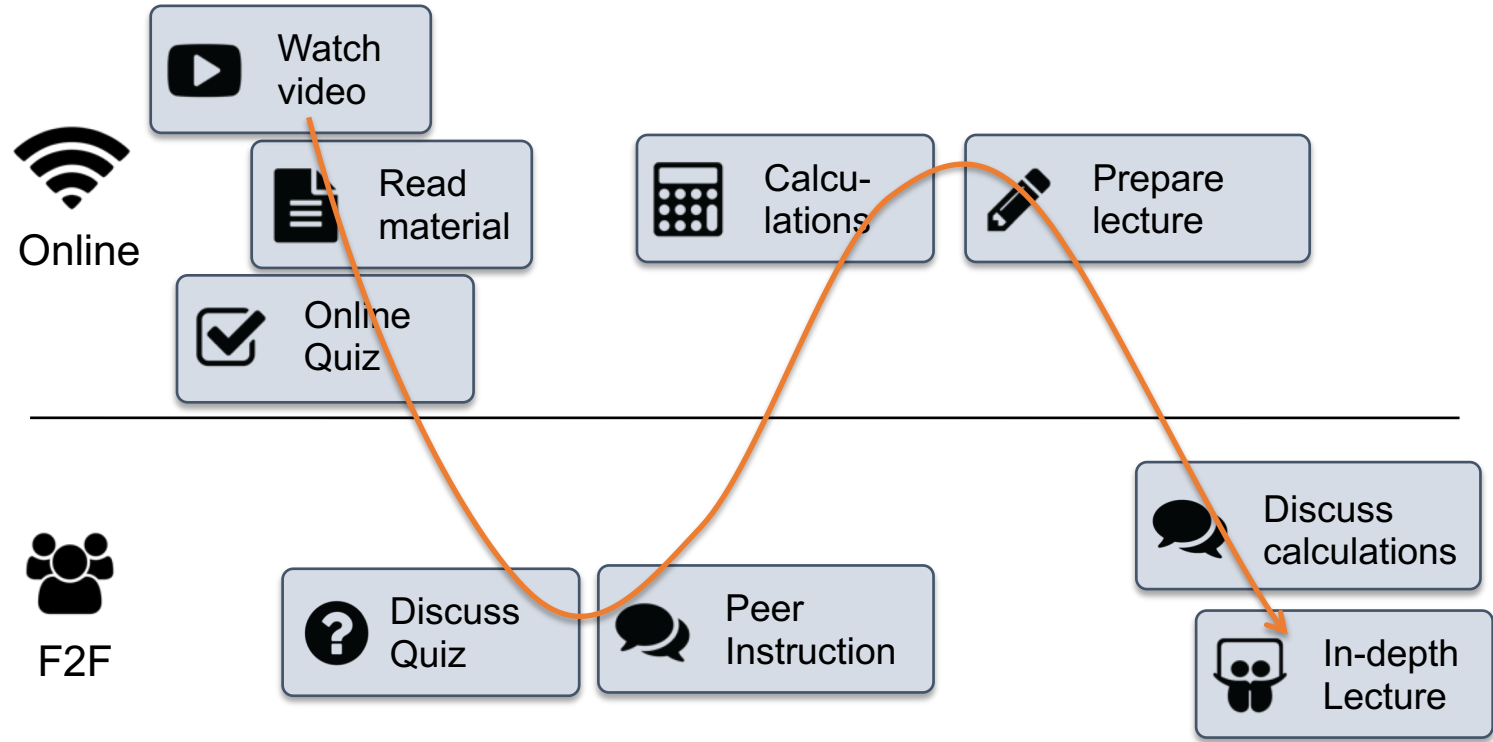 Watch
video
Online
Read
material
Online
Quiz
Calcu-
lations
Prepare
lecture
F2F
Discuss
Quiz
Peer
Instruction
Discuss
calculations
In-depth
Lecture